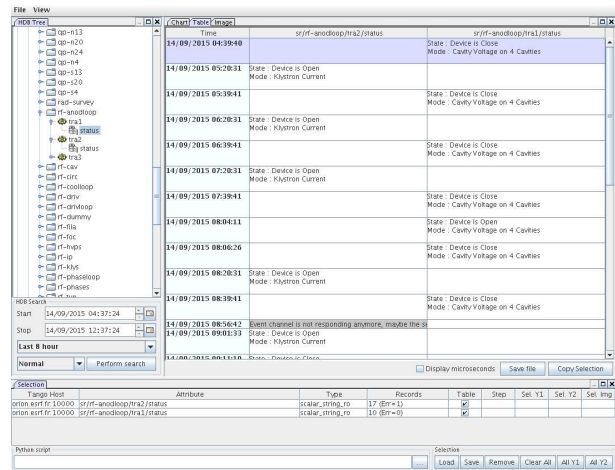 File View
HDB Tree
qp-n13
qp-n20
qp-n24
qp-n4
qp-s13
qp-s20
qp-s4
rad-survey
rf-anodloop
tra1
status
tra2
status
tra3
rf-cav
rf-circ
rf-coolloop
rf-driv
rf-drivloop
rf-dummy
rf-fila
rf-foc
rf-hvps
rf-ip
rf-klys
rf-phaseloop
rf-phases
HDB Search
Start 14/09/2015 04:37:24
Stop 14/09/2015 12:37:24
Last 8 hour
Normal Perform search
Chart Table Image
Time sr/rf-anodloop/tra2/status sr/rf-anodloop/tra1/status
14/09/2015 04:39:40 State : Device is Close
Mode : Cavity Voltage on 4 Cavities
14/09/2015 05:20:31 State : Device is Open
Mode : Klystron Current
14/09/2015 05:39:41 State : Device is Close
Mode : Cavity Voltage on 4 Cavities
14/09/2015 06:20:31 State : Device is Open
Mode : Klystron Current
14/09/2015 06:39:41 State : Device is Close
Mode : Cavity Voltage on 4 Cavities
14/09/2015 07:20:31 State : Device is Open
Mode : Klystron Current
14/09/2015 07:39:41 State : Device is Close
Mode : Cavity Voltage on 4 Cavities
14/09/2015 08:04:11 State : Device is Open
Mode : Cavity Voltage on 4 Cavities
14/09/2015 08:06:26 State : Device is Close
Mode : Cavity Voltage on 4 Cavities
14/09/2015 08:20:31 State : Device is Open
Mode : Klystron Current
14/09/2015 08:39:41 State : Device is Close
Mode : Cavity Voltage on 4 Cavities
14/09/2015 08:56:42 Event channel is not responding anymore, maybe the se
14/09/2015 09:01:33 State : Device is Open
Mode : Klystron Current
14/09/2015 09:11:10 State : Device is Close
Display microseconds Save file Copy Selection
Selection
Tango Host Attribute Type Records Table Step Sel. Y1 Sel. Y2 Sel. Img
orion.esrf.fr:10000 sr/rf-anodloop/tra2/status scalar_string_ro 17 (Err=1)
orion.esrf.fr:10000 sr/rf-anodloop/tra1/status scalar_string_ro 10 (Err=0)
Python script
...
Selection
Load Save Remove Clear All All Y1 All Y2